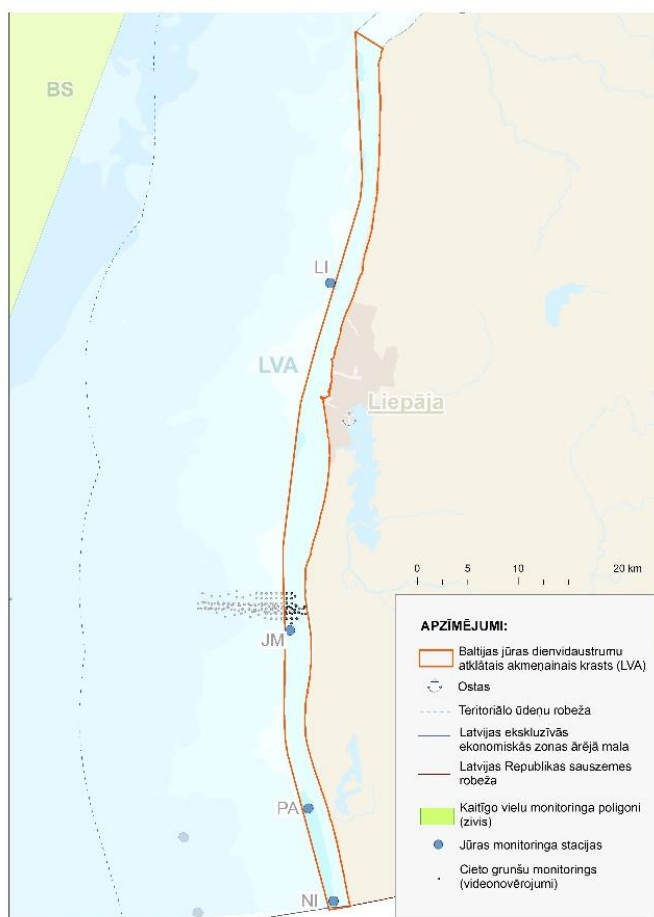 BS
LI
LVA
Liepāja
0 5 10 20 km
JM
PA
NI
APZĪMĒJUMI:
Baltijas jūras dienvidaustrumu
atklātais akmeņainais krasts (LVA)
Ostas
Teritoriālo ūdeņu robeža
Latvijas ekskluzīvās
ekonomiskās zonas ārējā mala
Latvijas Republikas sauszemes
robeža
Kaitīgo vielu monitoringa poligoni
(zivis)
Jūras monitoringa stacijas
Cieto grunšu monitorings
(videonovērojumi)